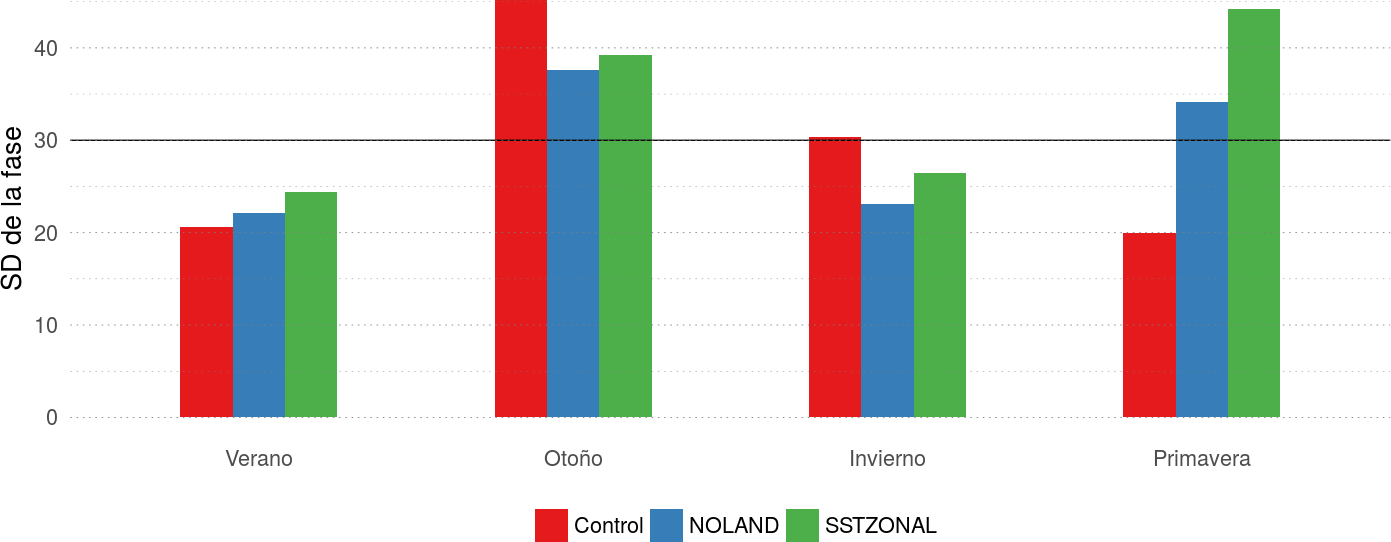 SD de la fase
40
30
20
10
0
Verano Otoño Invierno Primavera
Control NOLAND SSTZONAL